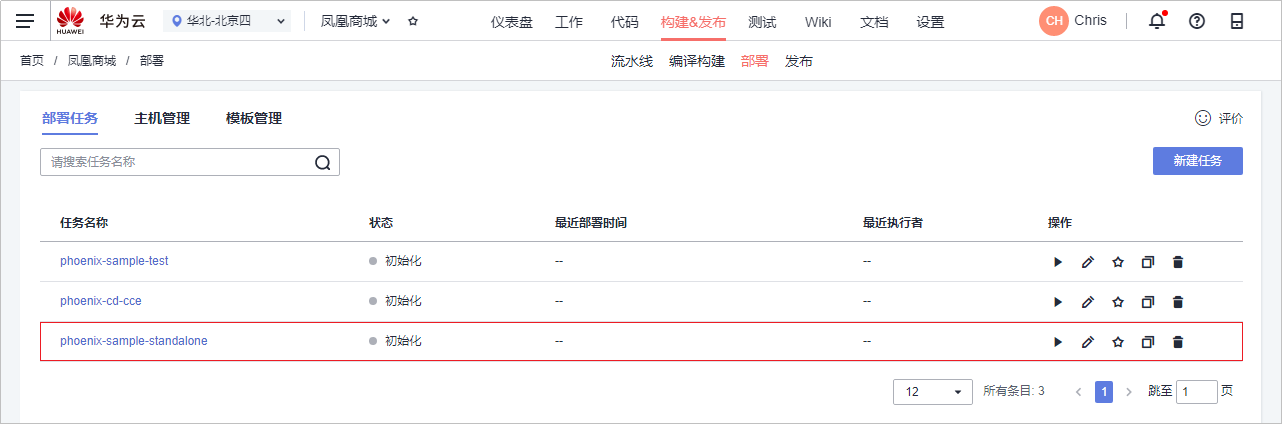 HUAWEI 华为云 华北-北京四 凤凰商城 仪表盘 工作 代码 构建&发布 测试 Wiki 文档 设置 CH Chris
首页 / 凤凰商城 / 部署 流水线 编译构建 部署 发布
部署任务 主机管理 模板管理 评价
请搜索任务名称 新建任务
任务名称 状态 最近部署时间 最近执行者 操作
phoenix-sample-test 初始化 -- --
phoenix-cd-cce 初始化 -- --
phoenix-sample-standalone 初始化 -- --
12 所有条目: 3 < 1 > 跳至 1 页